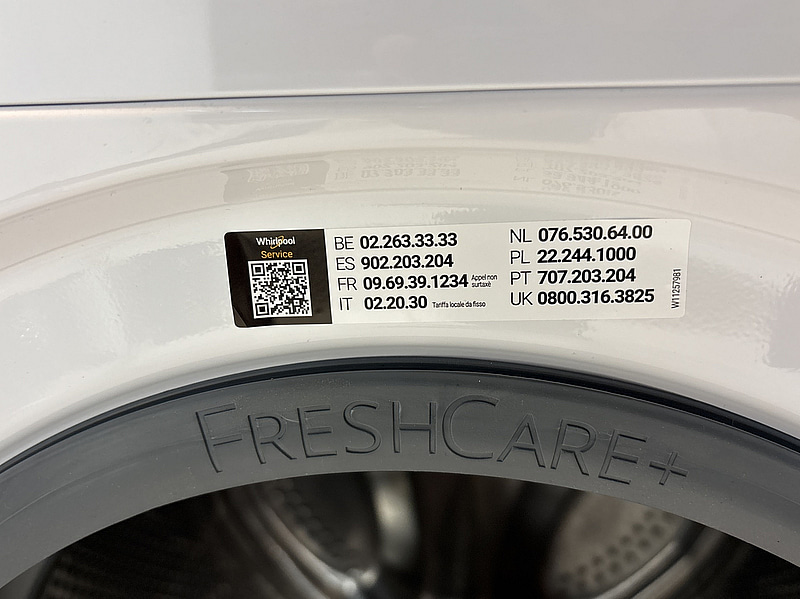 Whirlpool
Service
BE 02.263.33.33
ES 902.203.204
FR 09.69.39.1234 Appel non surtaxé
IT 02.20.30 Tariffa locale da fisso
NL 076.530.64.00
PL 22.244.1000
PT 707.203.204
UK 0800.316.3825
W11257981
FRESHCARE+